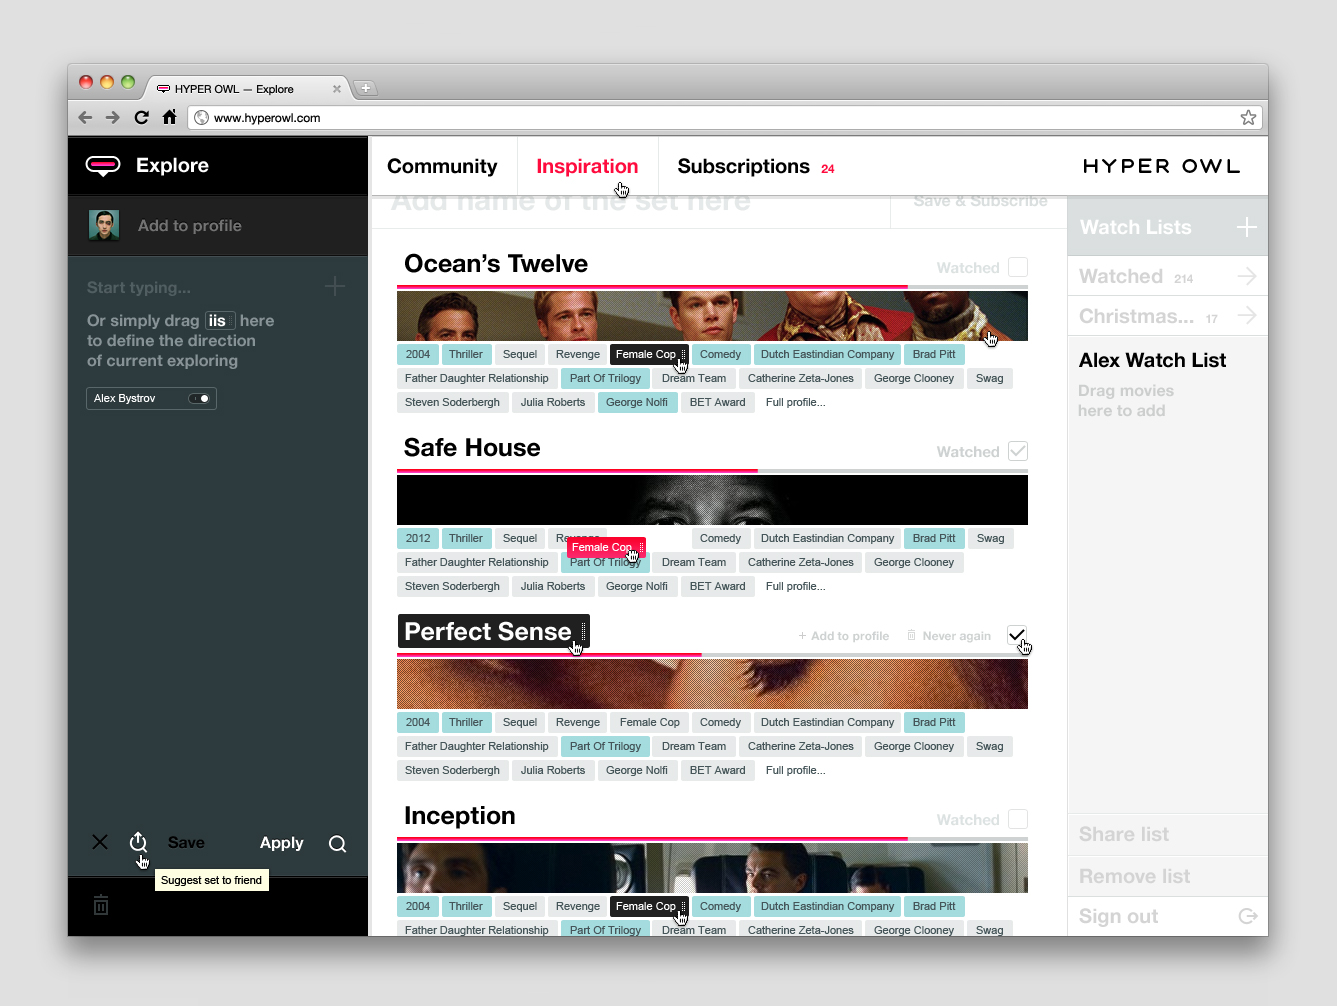 HYPER OWL — Explore
www.hyperowl.com
Explore
Community
Inspiration
Subscriptions 24
HYPER OWL
Add to profile
Add name of the set here
Save & Subscribe
Start typing...
Or simply drag iis here
to define the direction
of current exploring
Alex Bystrov
Ocean's Twelve
Watched
2004 Thriller Sequel Revenge Female Cop Comedy Dutch Eastindian Company Brad Pitt
Father Daughter Relationship Part Of Trilogy Dream Team Catherine Zeta-Jones George Clooney Swag
Steven Soderbergh Julia Roberts George Nolfi BET Award Full profile...
Safe House
Watched
2012 Thriller Sequel Revenge Comedy Dutch Eastindian Company Brad Pitt Swag
Female Cop
Father Daughter Relationship Part Of Trilogy Dream Team Catherine Zeta-Jones George Clooney
Steven Soderbergh Julia Roberts George Nolfi BET Award Full profile...
Perfect Sense
+ Add to profile Never again
2004 Thriller Sequel Revenge Female Cop Comedy Dutch Eastindian Company Brad Pitt
Father Daughter Relationship Part Of Trilogy Dream Team Catherine Zeta-Jones George Clooney Swag
Steven Soderbergh Julia Roberts George Nolfi BET Award Full profile...
Inception
Watched
2004 Thriller Sequel Revenge Female Cop Comedy Dutch Eastindian Company Brad Pitt
Father Daughter Relationship Part Of Trilogy Dream Team Catherine Zeta-Jones George Clooney Swag
Save
Apply
Suggest set to friend
Watch Lists
Watched 214
Christmas... 17
Alex Watch List
Drag movies
here to add
Share list
Remove list
Sign out